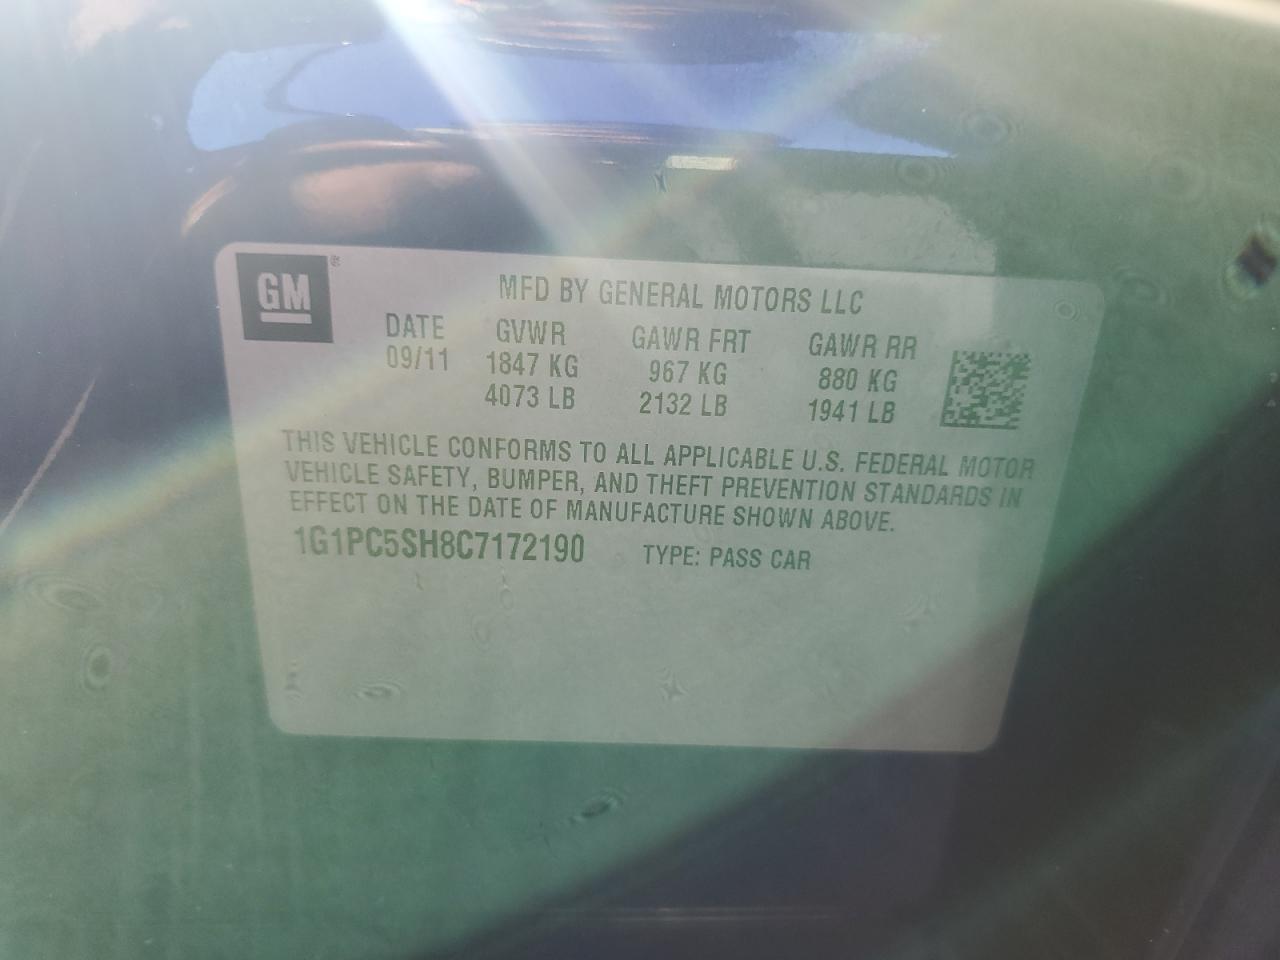 GM ®
MFD BY GENERAL MOTORS LLC
DATE GVWR GAWR FRT GAWR RR
09/11 1847 KG 967 KG 880 KG
4073 LB 2132 LB 1941 LB
THIS VEHICLE CONFORMS TO ALL APPLICABLE U.S. FEDERAL MOTOR
VEHICLE SAFETY, BUMPER, AND THEFT PREVENTION STANDARDS IN
EFFECT ON THE DATE OF MANUFACTURE SHOWN ABOVE.
1G1PC5SH8C7172190 TYPE: PASS CAR